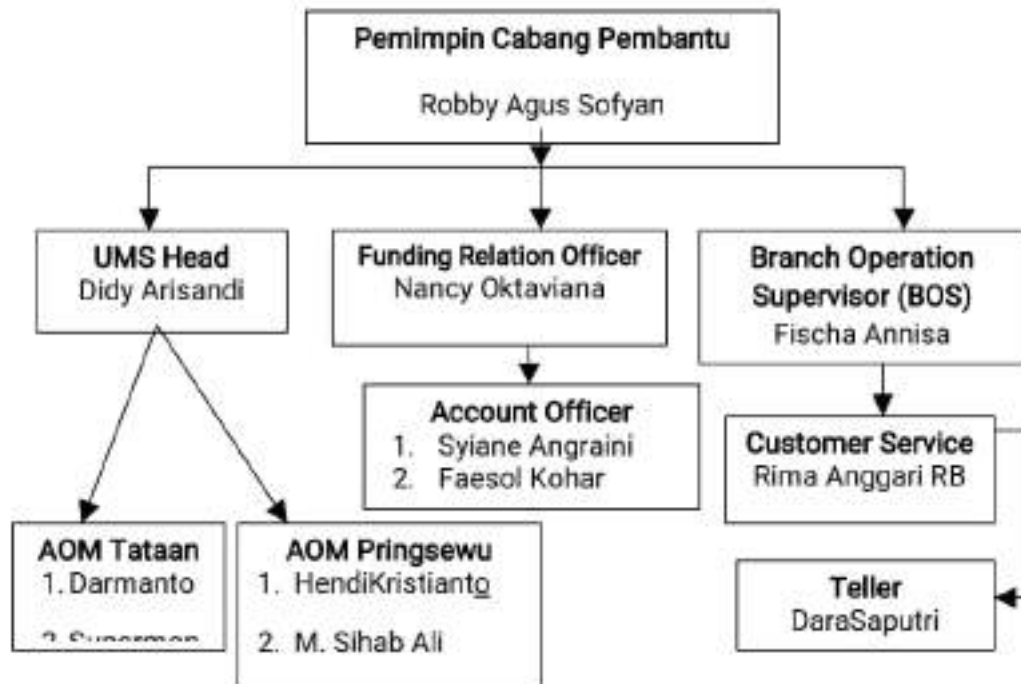 Pemimpin Cabang Pembantu
Robby Agus Sofyan
UMS Head
Didy Arisandi
Funding Relation Officer
Nancy Oktaviana
Branch Operation
Supervisor (BOS)
Fischa Annisa
Account Officer
1. Syiane Angraini
2. Faesol Kohar
Customer Service
Rima Anggari RB
AOM Tataan
1. Darmanto
AOM Pringsewu
1. HendiKristianto
2. M. Sihab Ali
Teller
DaraSaputri